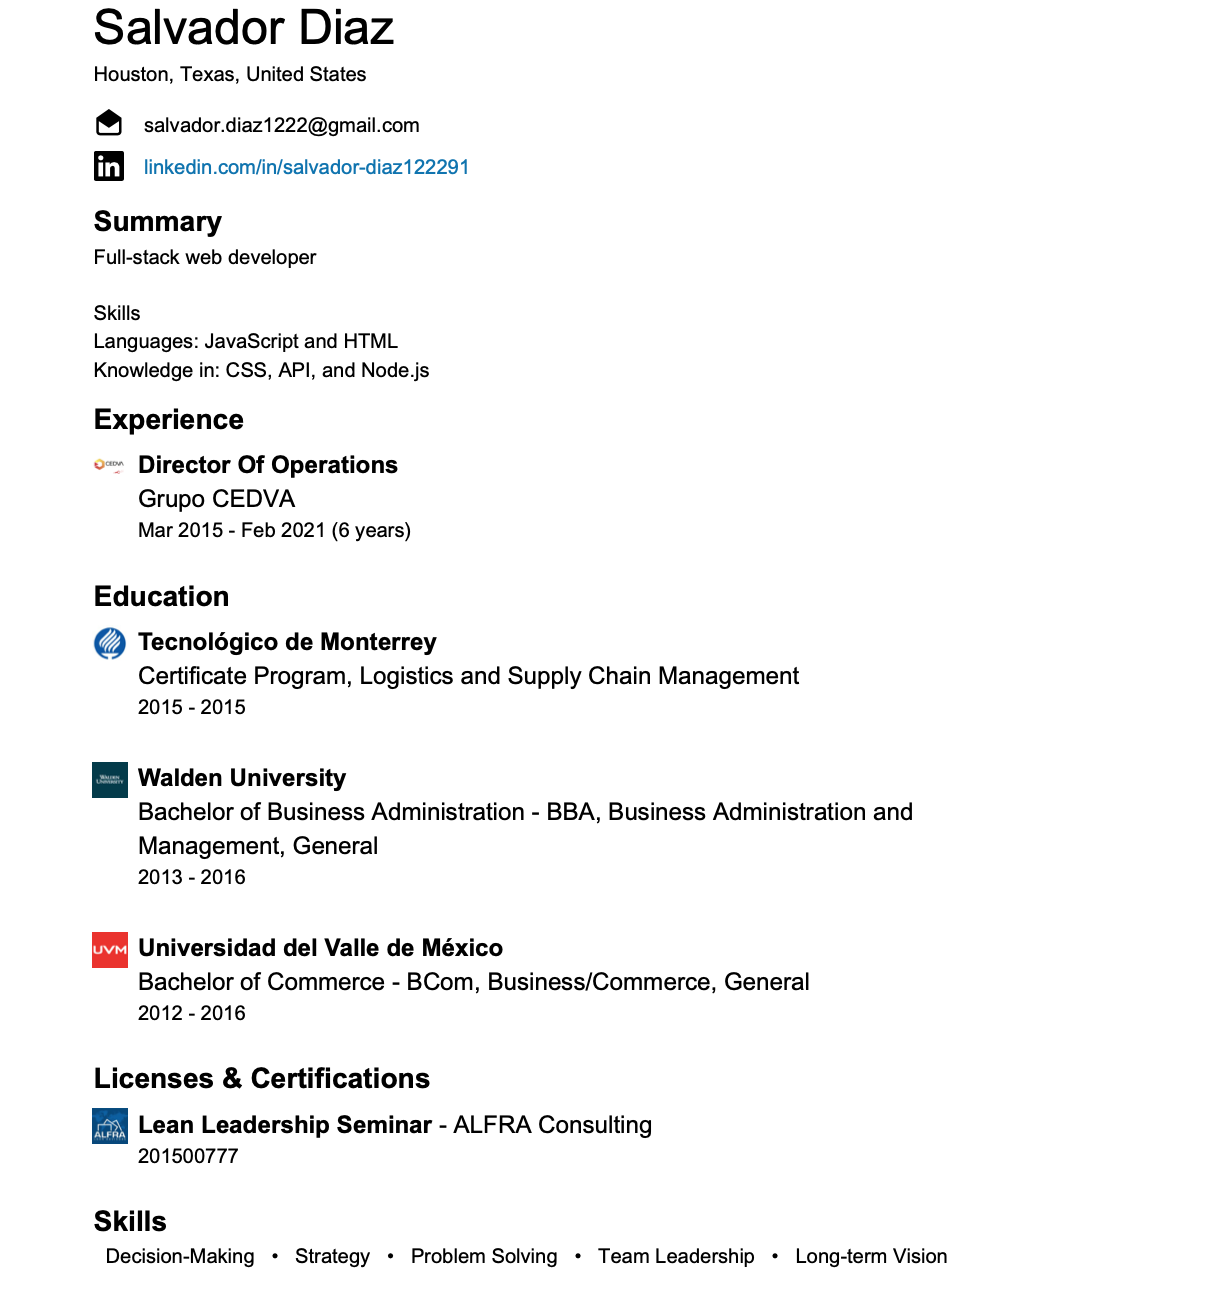 Salvador Diaz
Houston, Texas, United States
salvador.diaz1222@gmail.com
in linkedin.com/in/salvador-diaz122291
Summary
Full-stack web developer
Skills
Languages: JavaScript and HTML
Knowledge in: CSS, API, and Node.js
Experience
CEDVA Director Of Operations
Grupo CEDVA
Mar 2015 - Feb 2021 (6 years)
Education
Tecnológico de Monterrey
Certificate Program, Logistics and Supply Chain Management
2015 - 2015
WALDEN UNIVERSITY Walden University
Bachelor of Business Administration - BBA, Business Administration and
Management, General
2013 - 2016
UVM Universidad del Valle de México
Bachelor of Commerce - BCom, Business/Commerce, General
2012 - 2016
Licenses & Certifications
ALFRA Lean Leadership Seminar - ALFRA Consulting
201500777
Skills
Decision-Making • Strategy • Problem Solving • Team Leadership • Long-term Vision